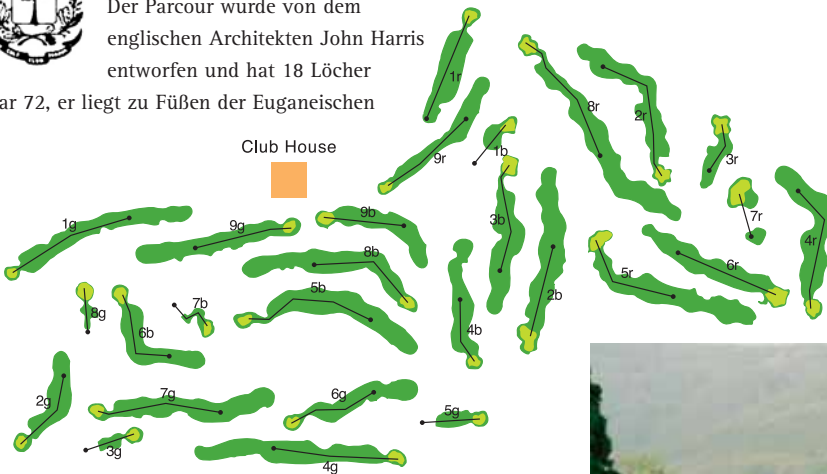 Der Parcour wurde von dem
englischen Architekten John Harris
entworfen und hat 18 Löcher
ar 72, er liegt zu Füßen der Euganeischen
Club House
1r
8r
2r
9r
1b
3r
7r
4r
1g
9g
9b
3b
8b
5r
6r
8g
7b
5b
2b
6b
4b
2g
7g
6g
5g
3g
4g